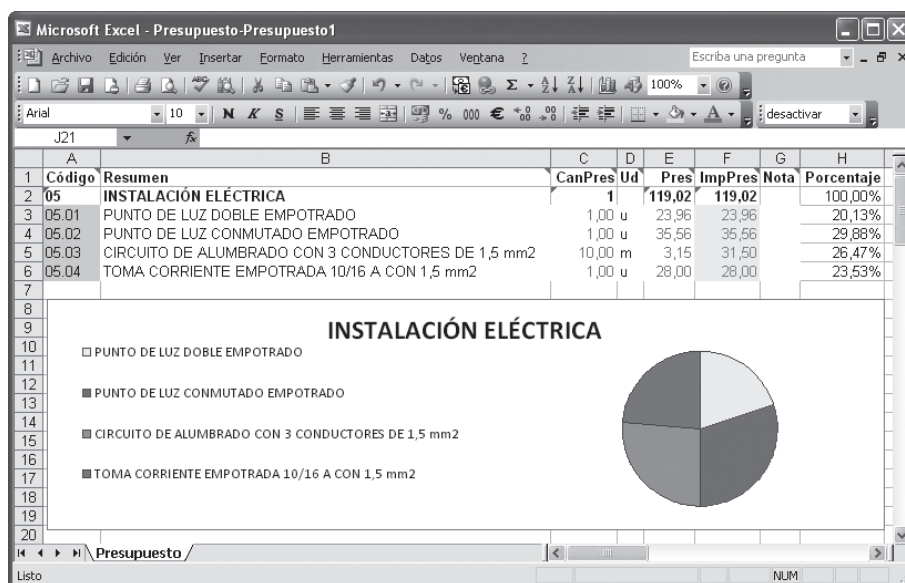 Microsoft Excel - Presupuesto-Presupuesto1
Archivo Edición Ver Insertar Formato Herramientas Datos Ventana ? Escriba una pregunta
100%
Arial 10 N K S % 000 € desactivar
J21 fx
A B C D E F G H
1 Código Resumen CanPres Ud Pres ImpPres Nota Porcentaje
2 05 INSTALACIÓN ELÉCTRICA 1 119,02 119,02 100,00%
3 05.01 PUNTO DE LUZ DOBLE EMPOTRADO 1,00 u 23,96 23,96 20,13%
4 05.02 PUNTO DE LUZ CONMUTADO EMPOTRADO 1,00 u 35,56 35,56 29,88%
5 05.03 CIRCUITO DE ALUMBRADO CON 3 CONDUCTORES DE 1,5 mm2 10,00 m 3,15 31,50 26,47%
6 05.04 TOMA CORRIENTE EMPOTRADA 10/16 A CON 1,5 mm2 1,00 u 28,00 28,00 23,53%
7
8
9 INSTALACIÓN ELÉCTRICA
10 PUNTO DE LUZ DOBLE EMPOTRADO
11
12 PUNTO DE LUZ CONMUTADO EMPOTRADO
13
14
15 CIRCUITO DE ALUMBRADO CON 3 CONDUCTORES DE 1,5 mm2
16
17 TOMA CORRIENTE EMPOTRADA 10/16 A CON 1,5 mm2
18
19
20
Presupuesto
Listo NUM